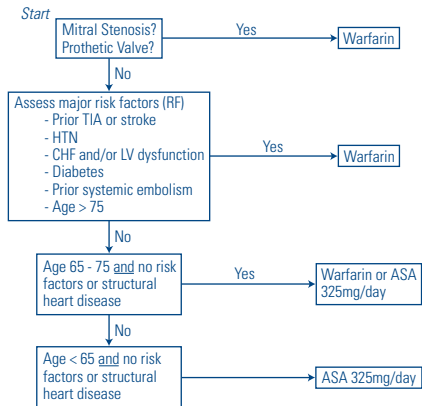 Start
Mitral Stenosis?
Prothetic Valve?
Yes
Warfarin
No
Assess major risk factors (RF)
- Prior TIA or stroke
- HTN
- CHF and/or LV dysfunction
- Diabetes
- Prior systemic embolism
- Age > 75
Yes
Warfarin
No
Age 65 - 75 and no risk
factors or structural
heart disease
Yes
Warfarin or ASA
325mg/day
No
Age < 65 and no risk
factors or structural
heart disease
ASA 325mg/day